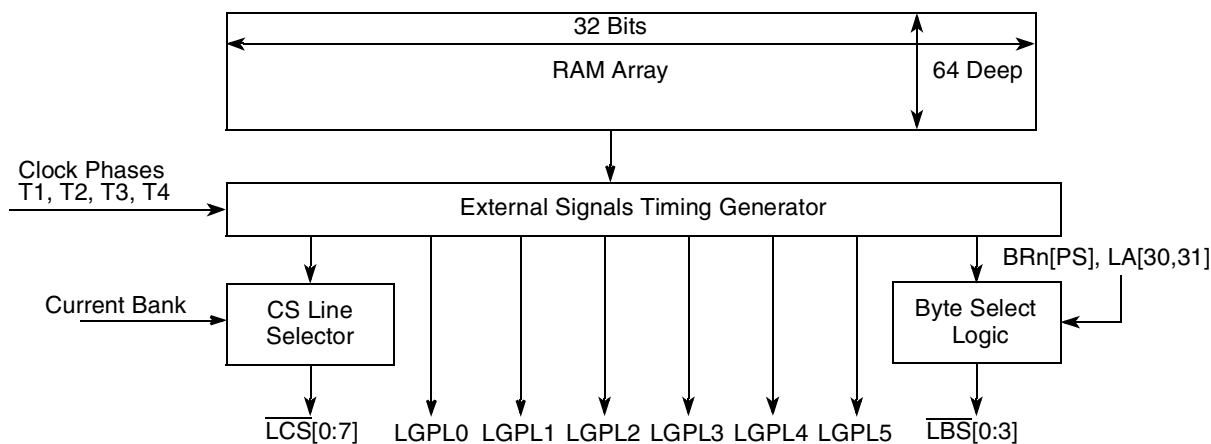 32 Bits
RAM Array
64 Deep
Clock Phases
T1, T2, T3, T4
External Signals Timing Generator
BRn[PS], LA[30,31]
Current Bank
CS Line
Selector
Byte Select
Logic
L̅C̅S̅[0:7]
LGPL0
LGPL1
LGPL2
LGPL3
LGPL4
LGPL5
L̅B̅S̅[0:3]